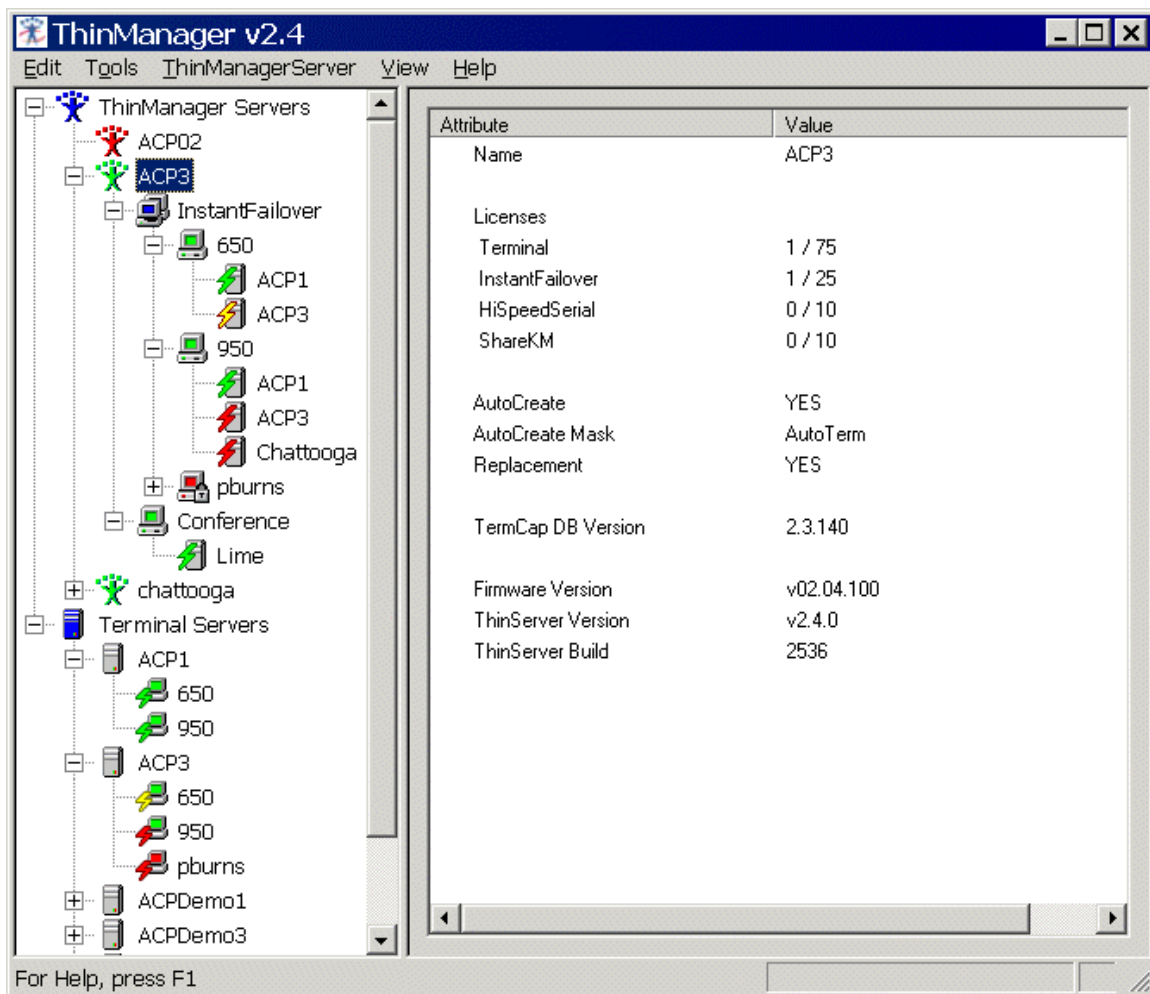 ThinManager v2.4
Edit Tools ThinManagerServer View Help
ThinManager Servers
ACP02
ACP3
InstantFailover
650
ACP1
ACP3
950
ACP1
ACP3
Chattooga
pburns
Conference
Lime
chattooga
Terminal Servers
ACP1
650
950
ACP3
650
950
pburns
ACPDemo1
ACPDemo3
Attribute Value
Name ACP3
Licenses
Terminal 1 / 75
InstantFailover 1 / 25
HiSpeedSerial 0 / 10
ShareKM 0 / 10
AutoCreate YES
AutoCreate Mask AutoTerm
Replacement YES
TermCap DB Version 2.3.140
Firmware Version v02.04.100
ThinServer Version v2.4.0
ThinServer Build 2536
For Help, press F1